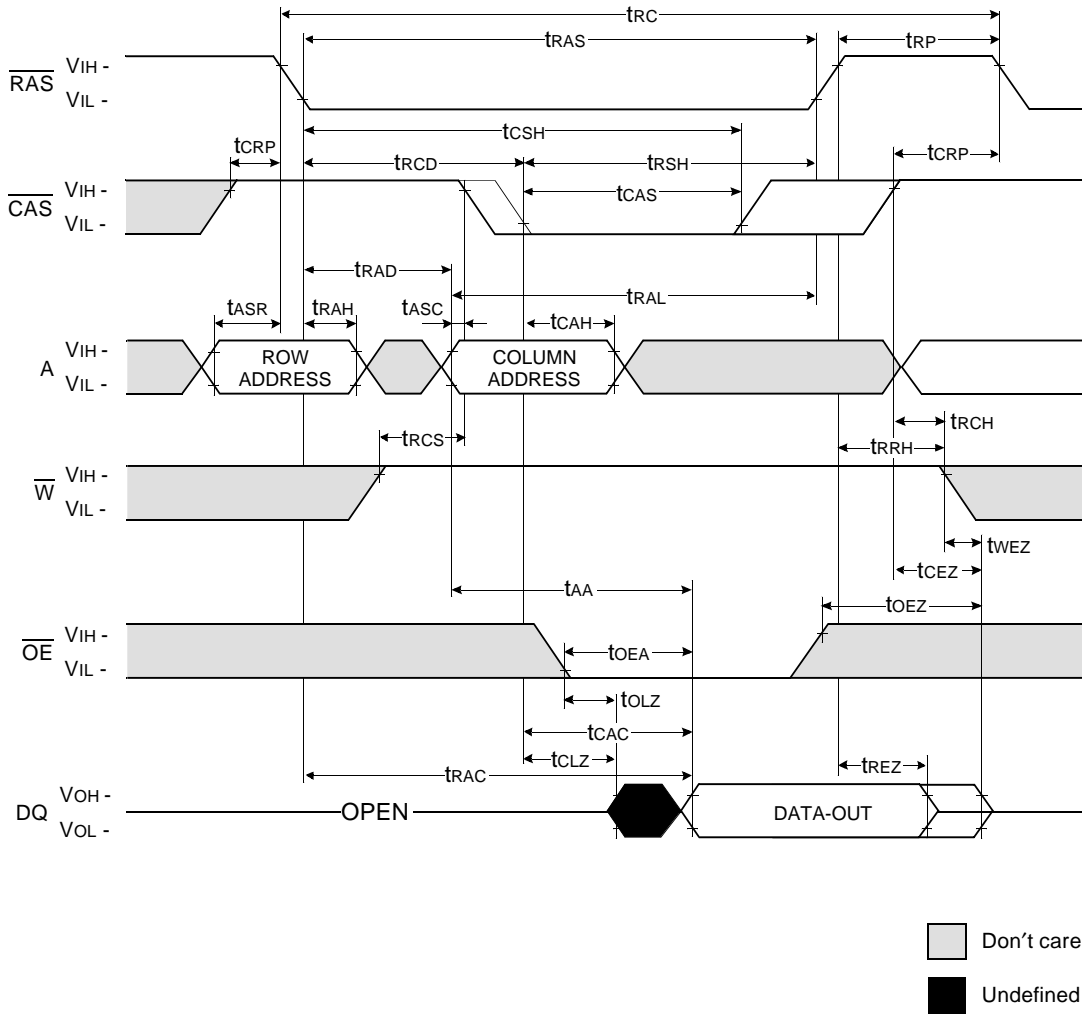 tRC
tRAS
tRP
RAS
VIH -
VIL -
tCSH
tCRP
tRCD
tRSH
tCRP
CAS
VIH -
VIL -
tCAS
tRAD
tRAL
tASR
tRAH
tASC
tCAH
A
VIH -
VIL -
ROW
ADDRESS
COLUMN
ADDRESS
tRCS
tRCH
tRRH
W
VIH -
VIL -
tWEZ
tCEZ
tAA
tOEZ
OE
VIH -
VIL -
tOEA
tOLZ
tCAC
tCLZ
tRAC
tREZ
DQ
VOH -
VOL -
OPEN
DATA-OUT
Don′t care
Undefined